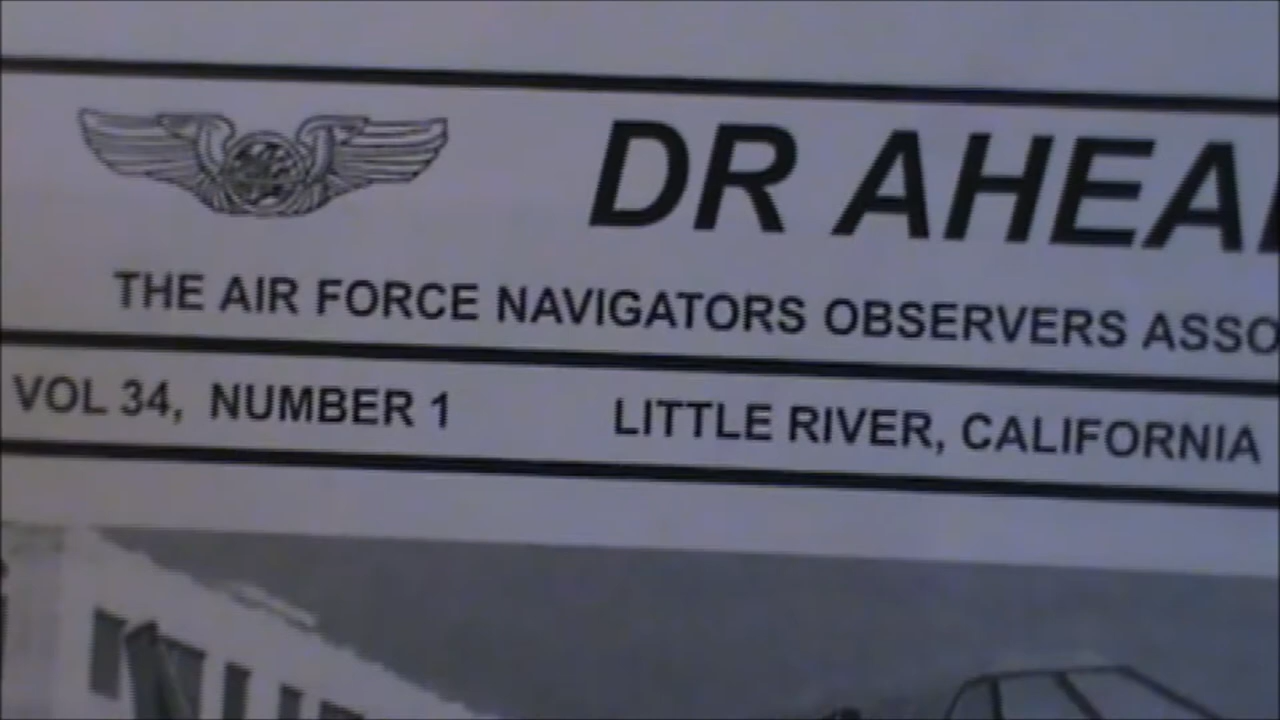 DR AHEA
THE AIR FORCE NAVIGATORS OBSERVERS ASSO
VOL 34, NUMBER 1 LITTLE RIVER, CALIFORNIA